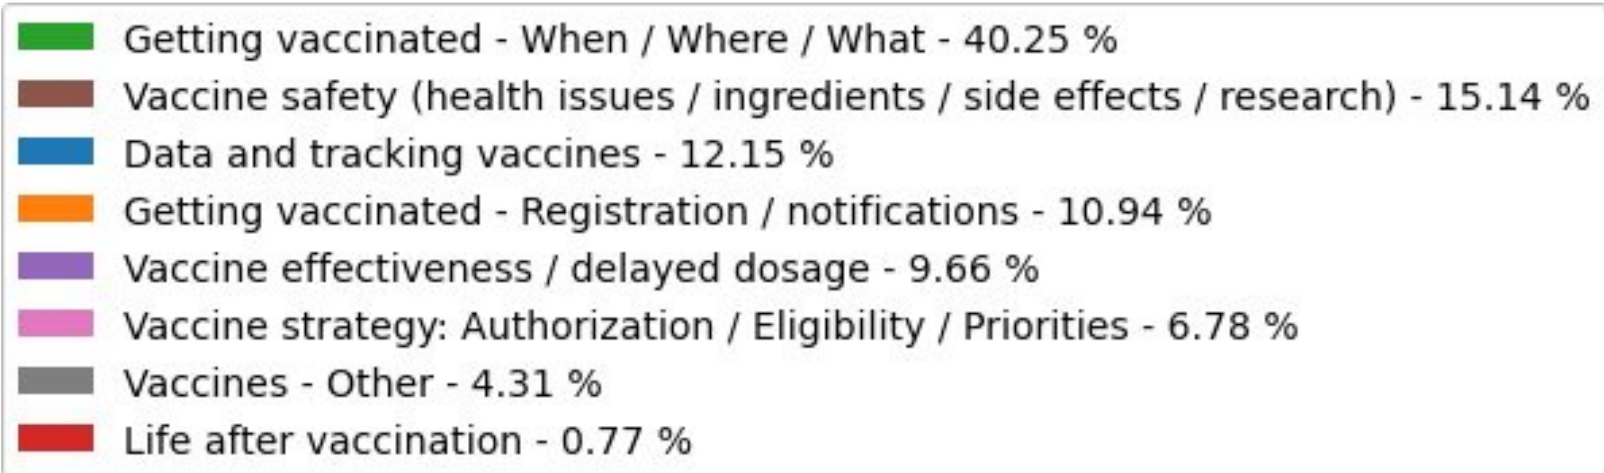 Getting vaccinated - When / Where / What - 40.25 %
Vaccine safety (health issues / ingredients / side effects / research) - 15.14 %
Data and tracking vaccines - 12.15 %
Getting vaccinated - Registration / notifications - 10.94 %
Vaccine effectiveness / delayed dosage - 9.66 %
Vaccine strategy: Authorization / Eligibility / Priorities - 6.78 %
Vaccines - Other - 4.31 %
Life after vaccination - 0.77 %